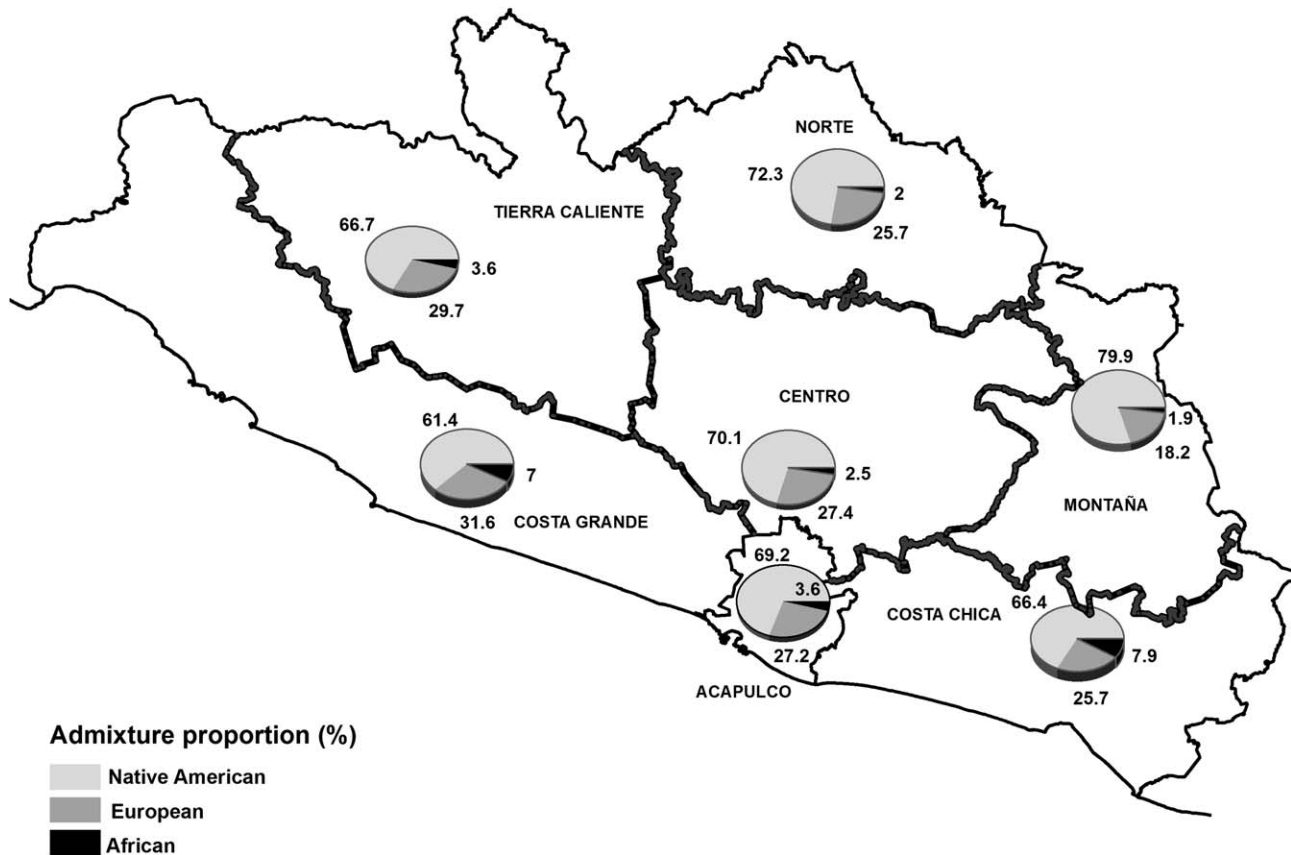 NORTE
72.3
2
25.7
TIERRA CALIENTE
66.7
3.6
29.7
79.9
1.9
18.2
MONTAÑA
CENTRO
70.1
2.5
27.4
61.4
7
31.6
COSTA GRANDE
69.2
3.6
27.2
ACAPULCO
COSTA CHICA
66.4
7.9
25.7
Admixture proportion (%)
Native American
European
African